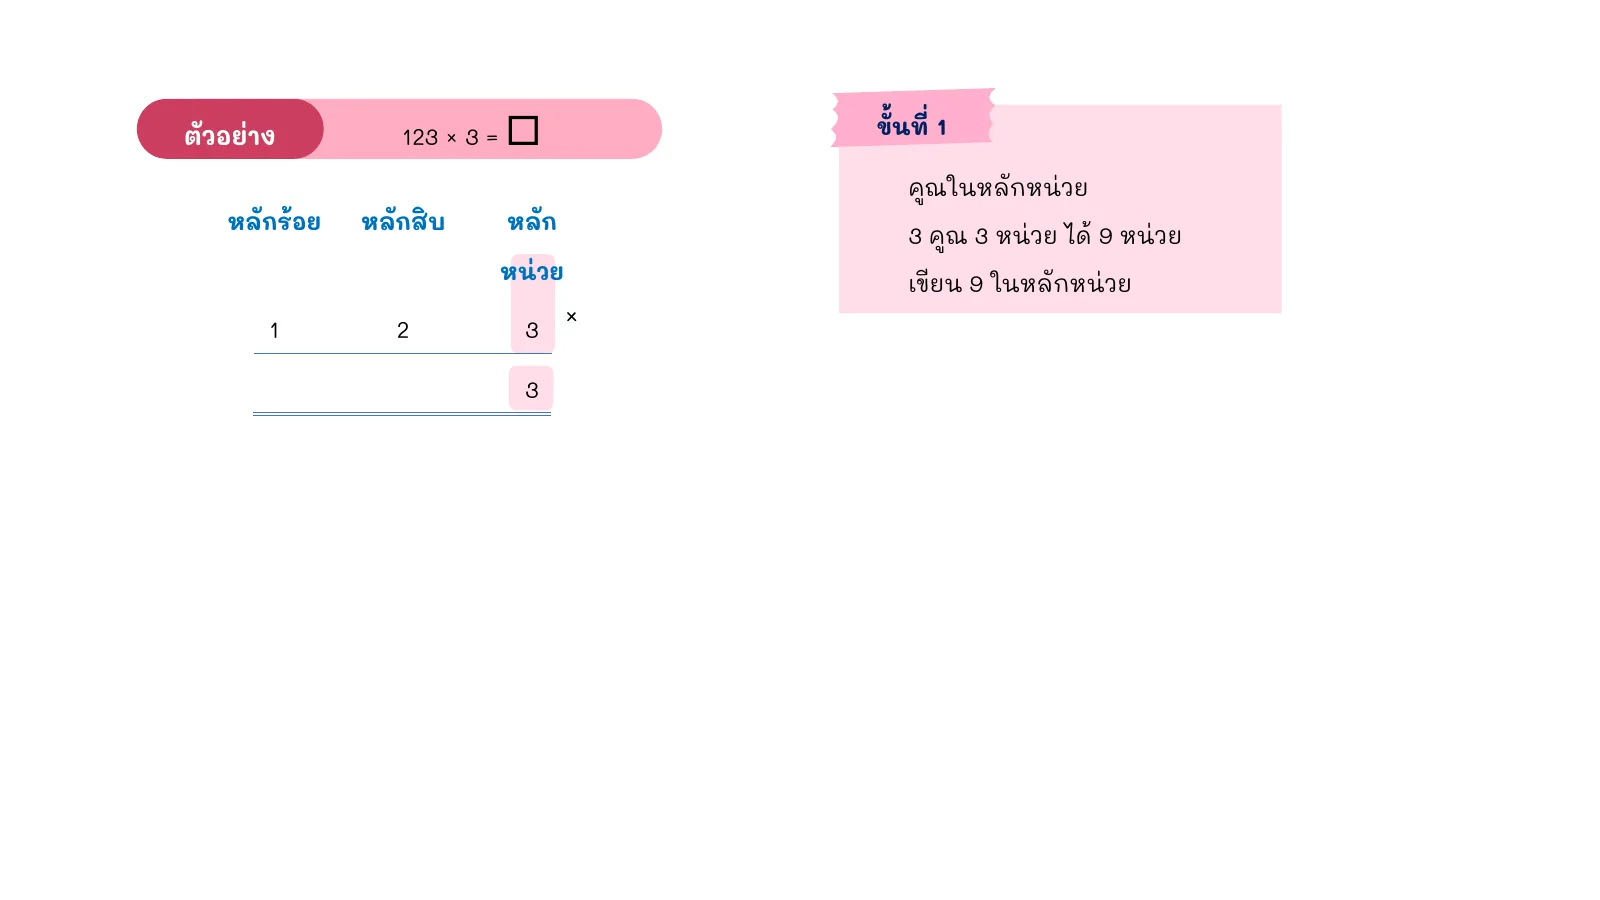 ตัวอย่าง 123 × 3 = □
หลักร้อย หลักสิบ หลัก
หน่วย
1 2 3 ×
3
ขั้นที่ 1
คูณในหลักหน่วย
3 คูณ 3 หน่วย ได้ 9 หน่วย
เขียน 9 ในหลักหน่วย